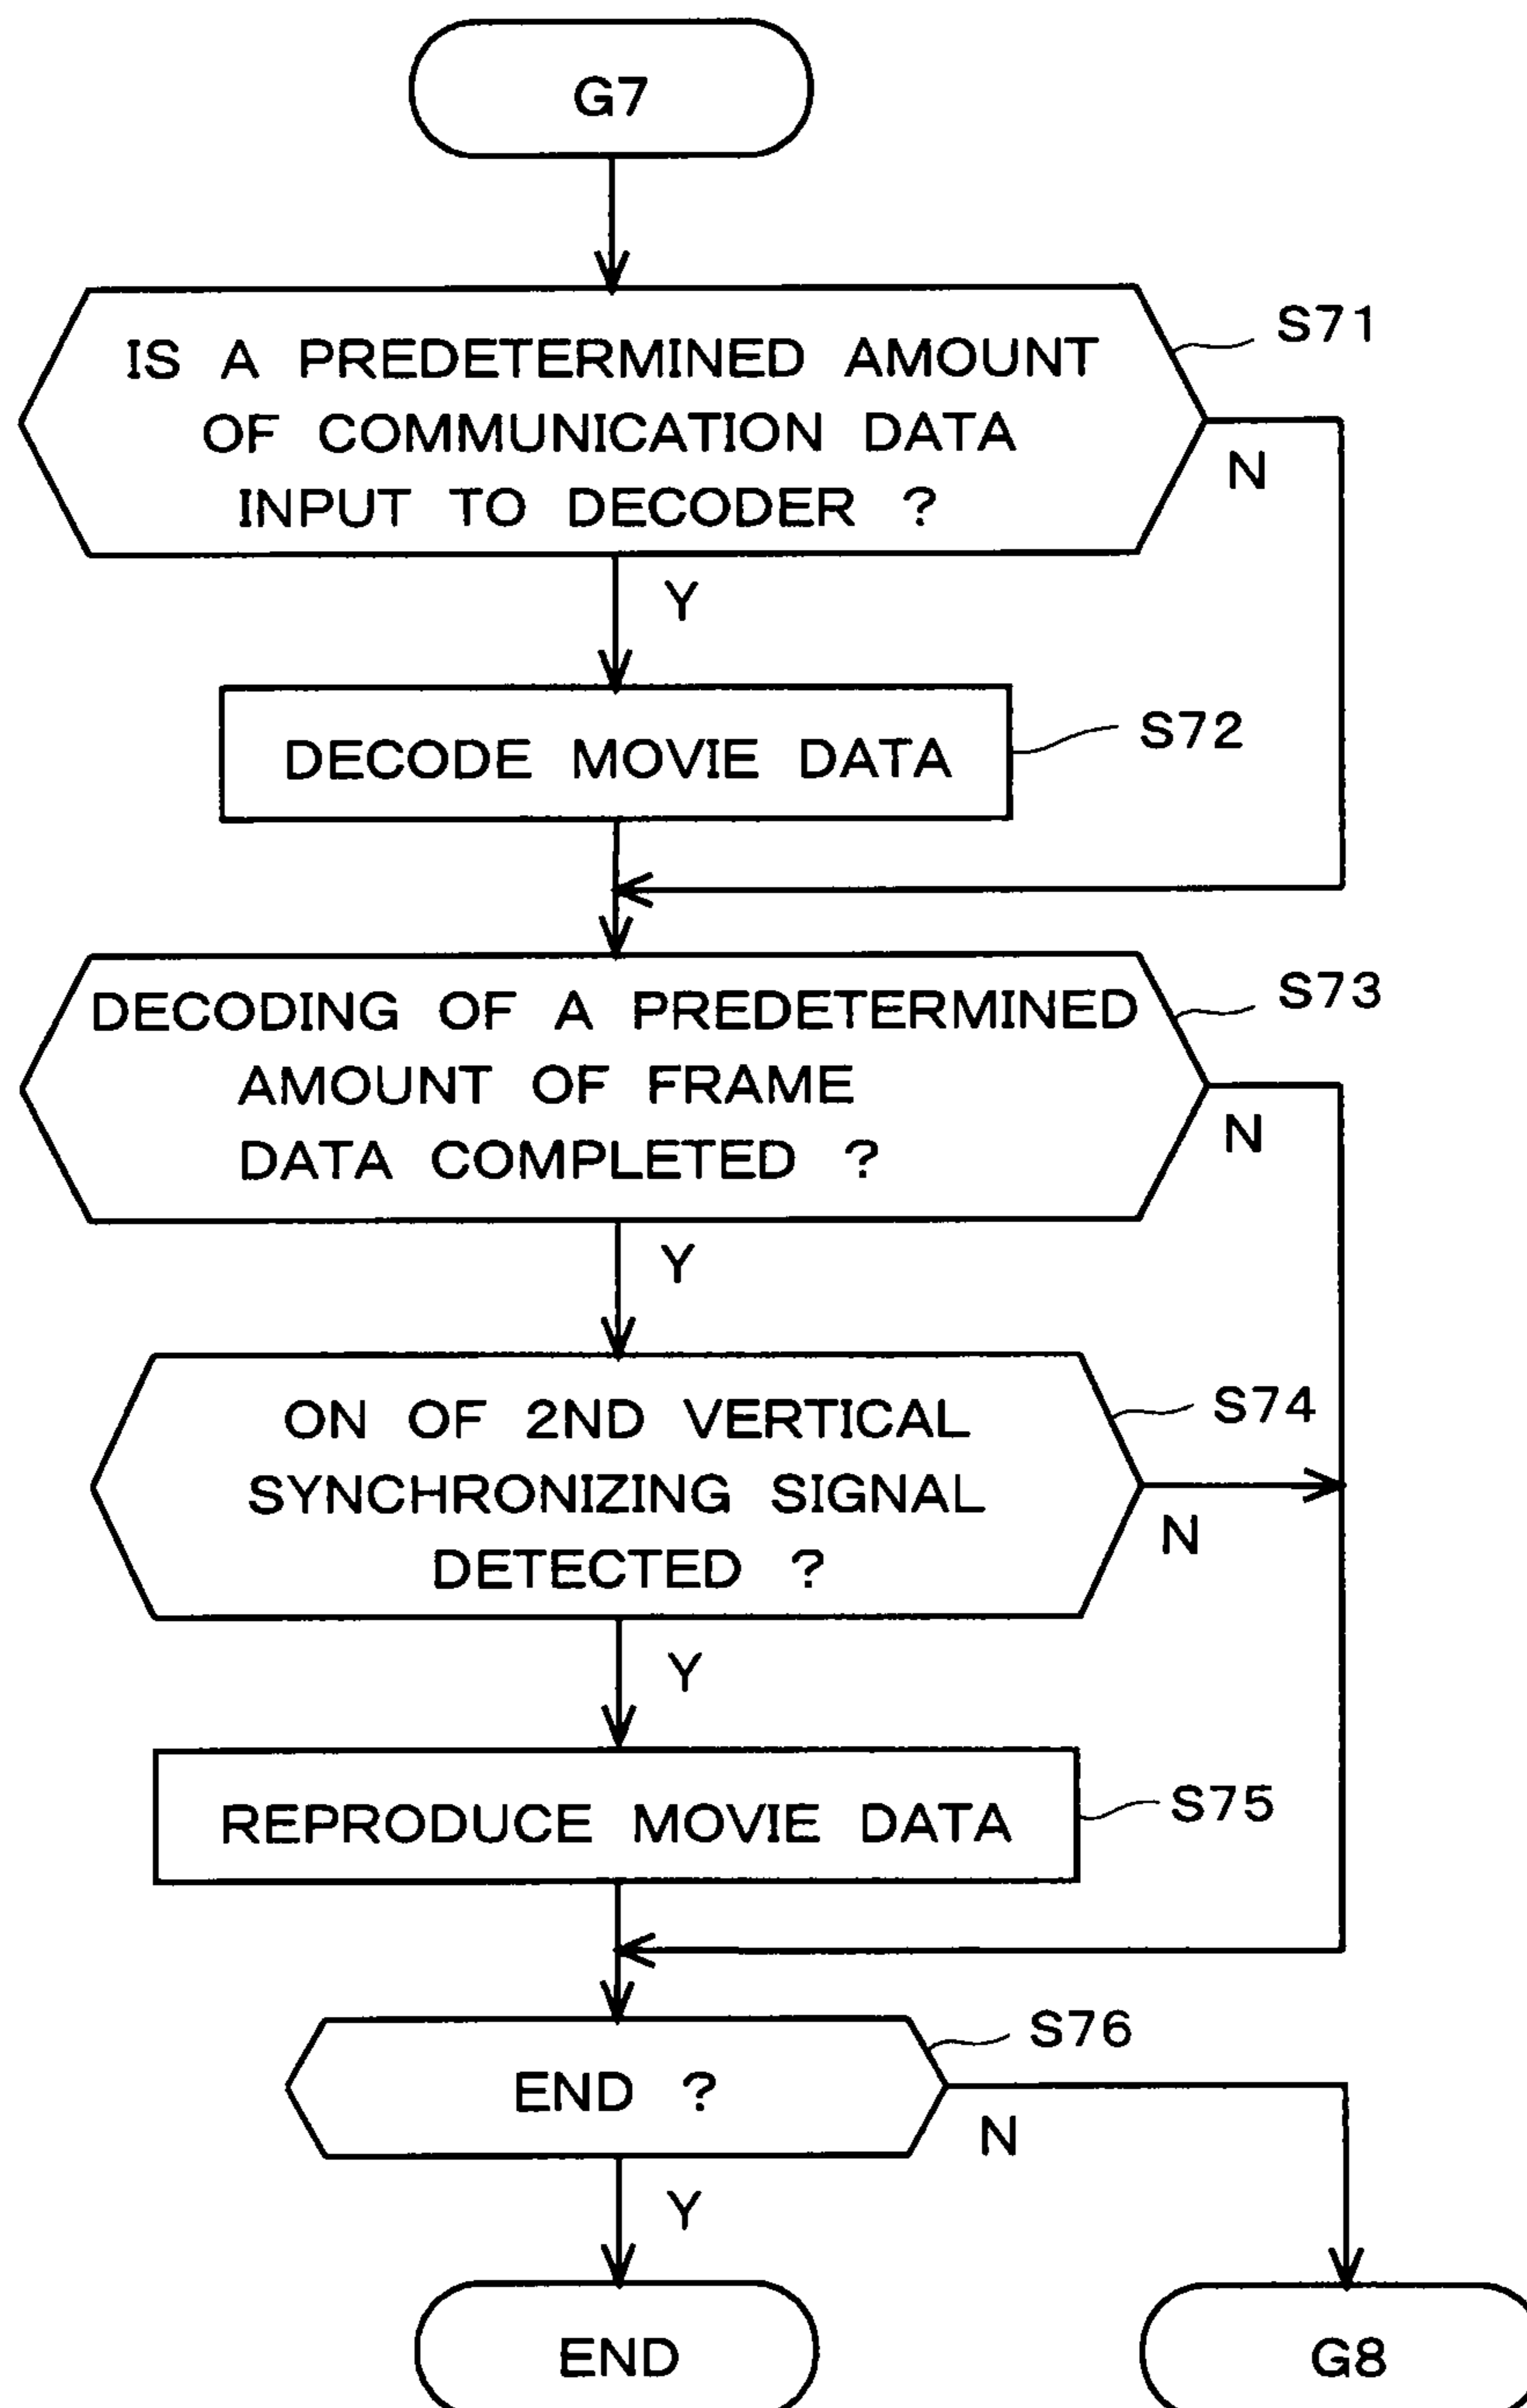 G7
IS A PREDETERMINED AMOUNT
OF COMMUNICATION DATA
INPUT TO DECODER ?
S71
N
Y
DECODE MOVIE DATA
S72
DECODING OF A PREDETERMINED
AMOUNT OF FRAME
DATA COMPLETED ?
S73
N
Y
ON OF 2ND VERTICAL
SYNCHRONIZING SIGNAL
DETECTED ?
S74
N
Y
REPRODUCE MOVIE DATA
S75
END ?
S76
N
Y
END
G8